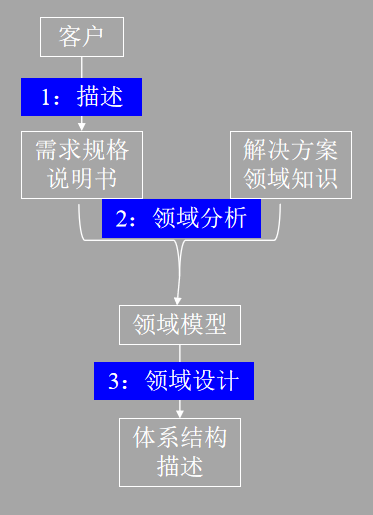 客户
1：描述
需求规格
说明书
解决方案
领域知识
2：领域分析
领域模型
3：领域设计
体系结构
描述